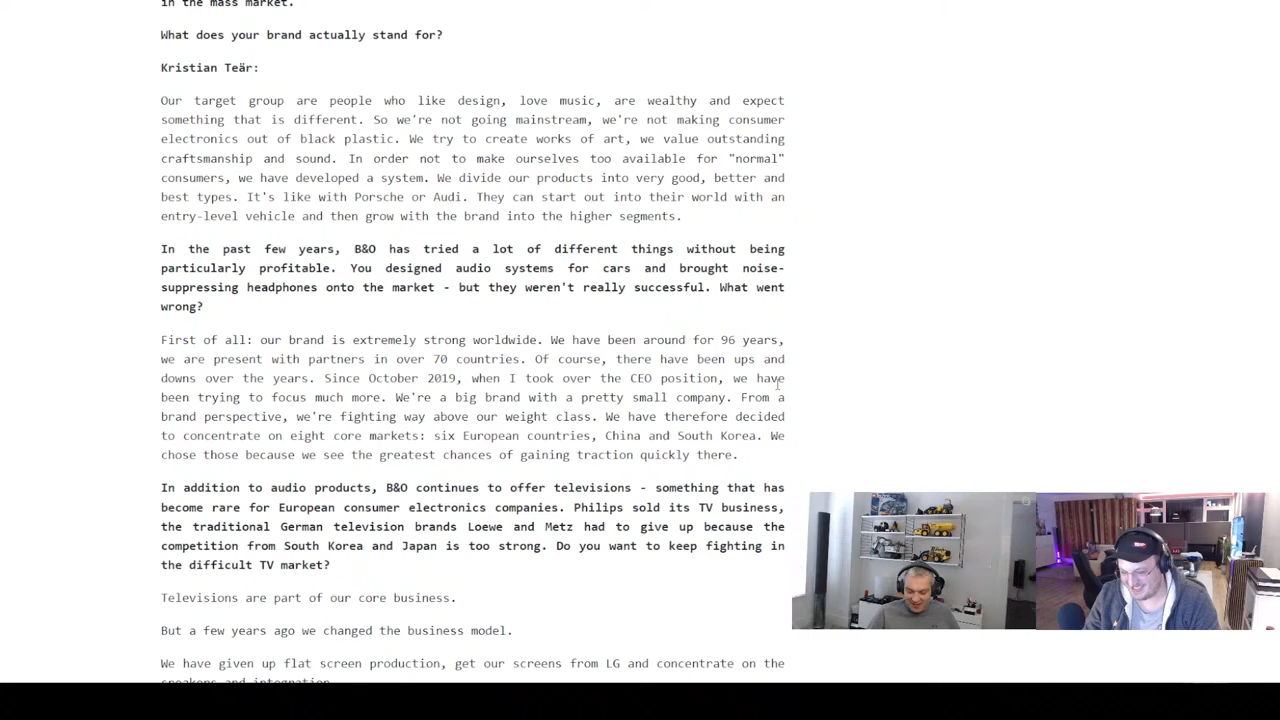 in the mass market.
What does your brand actually stand for?
Kristian Teär:
Our target group are people who like design, love music, are wealthy and expect
something that is different. So we're not going mainstream, we're not making consumer
electronics out of black plastic. We try to create works of art, we value outstanding
craftsmanship and sound. In order not to make ourselves too available for "normal"
consumers, we have developed a system. We divide our products into very good, better and
best types. It's like with Porsche or Audi. They can start out into their world with an
entry-level vehicle and then grow with the brand into the higher segments.
In the past few years, B&O has tried a lot of different things without being
particularly profitable. You designed audio systems for cars and brought noise-
suppressing headphones onto the market - but they weren't really successful. What went
wrong?
First of all: our brand is extremely strong worldwide. We have been around for 96 years,
we are present with partners in over 70 countries. Of course, there have been ups and
downs over the years. Since October 2019, when I took over the CEO position, we have
been trying to focus much more. We're a big brand with a pretty small company. From a
brand perspective, we're fighting way above our weight class. We have therefore decided
to concentrate on eight core markets: six European countries, China and South Korea. We
chose those because we see the greatest chances of gaining traction quickly there.
In addition to audio products, B&O continues to offer televisions - something that has
become rare for European consumer electronics companies. Philips sold its TV business,
the traditional German television brands Loewe and Metz had to give up because the
competition from South Korea and Japan is too strong. Do you want to keep fighting in
the difficult TV market?
Televisions are part of our core business.
But a few years ago we changed the business model.
We have given up flat screen production, get our screens from LG and concentrate on the
speakers and integration.